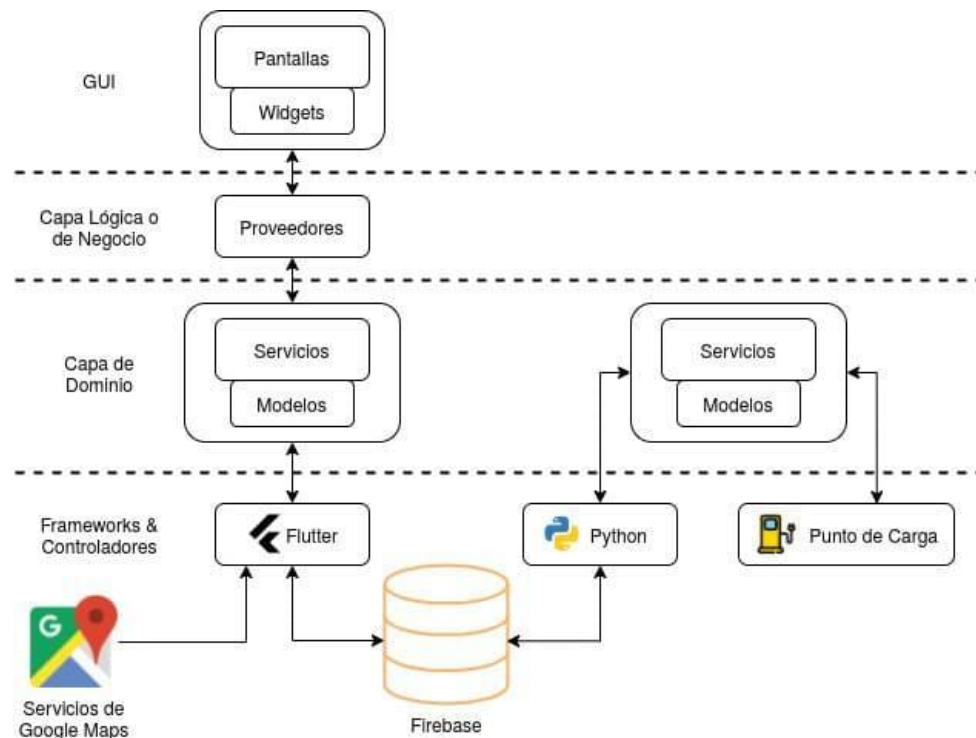 GUI
Pantallas
Widgets
Capa Lógica o
de Negocio
Proveedores
Capa de
Dominio
Servicios
Modelos
Servicios
Modelos
Frameworks &
Controladores
Flutter
Python
Punto de Carga
G
Servicios de
Google Maps
Firebase